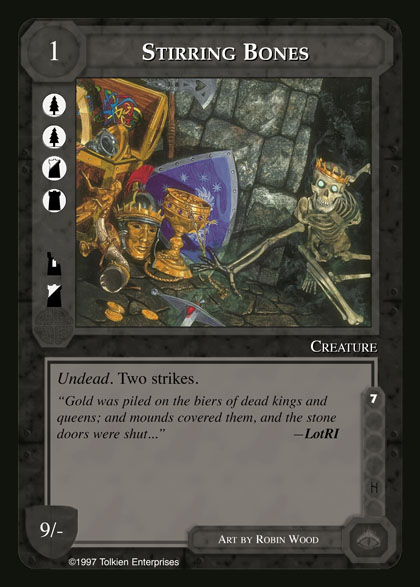 1
STIRRING BONES
CREATURE
Undead. Two strikes.
“Gold was piled on the biers of dead kings and
queens; and mounds covered them, and the stone
doors were shut...” —LotRI
7
9/-
ART BY ROBIN WOOD
©1997 Tolkien Enterprises